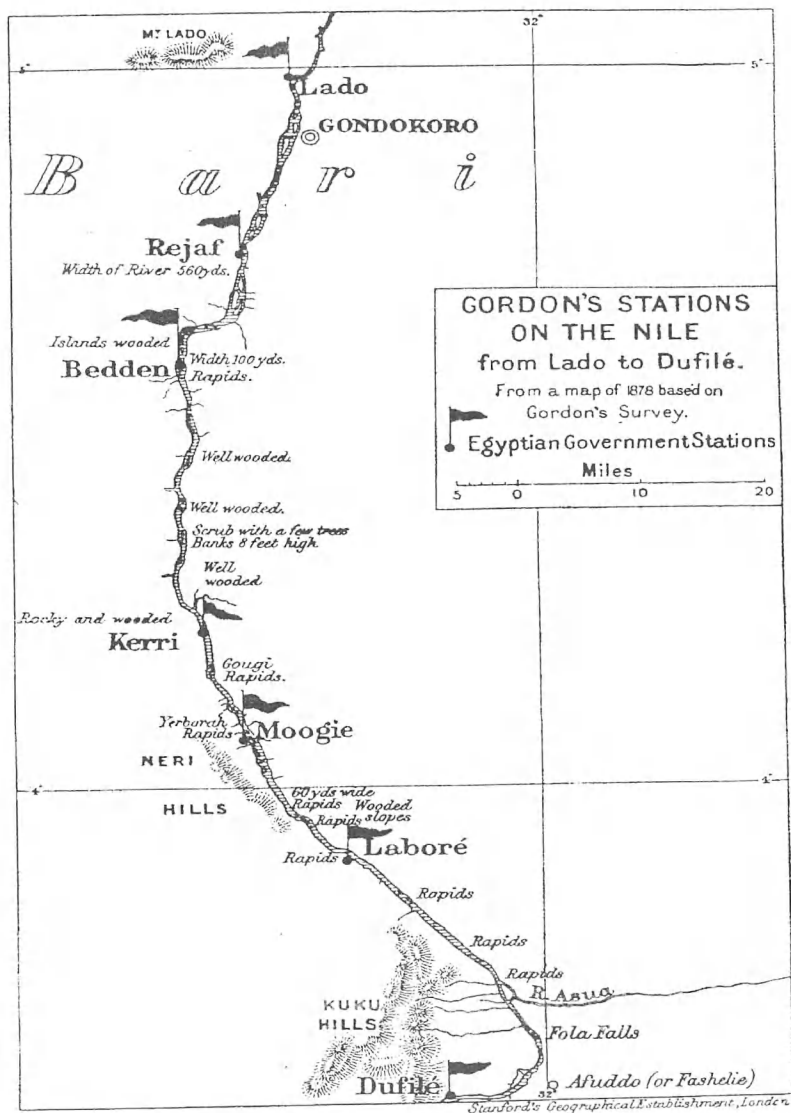 MT LADO
32°
5°
5°
Lado
GONDOKORO
Bari
Rejaf
Width of River 560yds.
GORDON'S STATIONS
ON THE NILE
from Lado to Dufilé.
From a map of 1878 based on
Gordon's Survey.
Egyptian Government Stations
Miles
5 0 10 20
Islands wooded
Bedden
Width 100 yds.
Rapids.
Well wooded.
Well wooded.
Scrub with a few trees
Banks 8 feet high
Well
wooded
Rocky and wooded
Kerri
Gougi
Rapids.
Yerborah
Rapids
Moogie
NERI
HILLS
4°
4°
60 yds wide
Rapids
Rapids
Wooded
slopes
Laboré
Rapids
Rapids
Rapids
Rapids
R. Asua
KUKU
HILLS
Fola Falls
Dufilé
32°
Afuddo (or Fashelie)
Stanford's Geographical Establishment, London